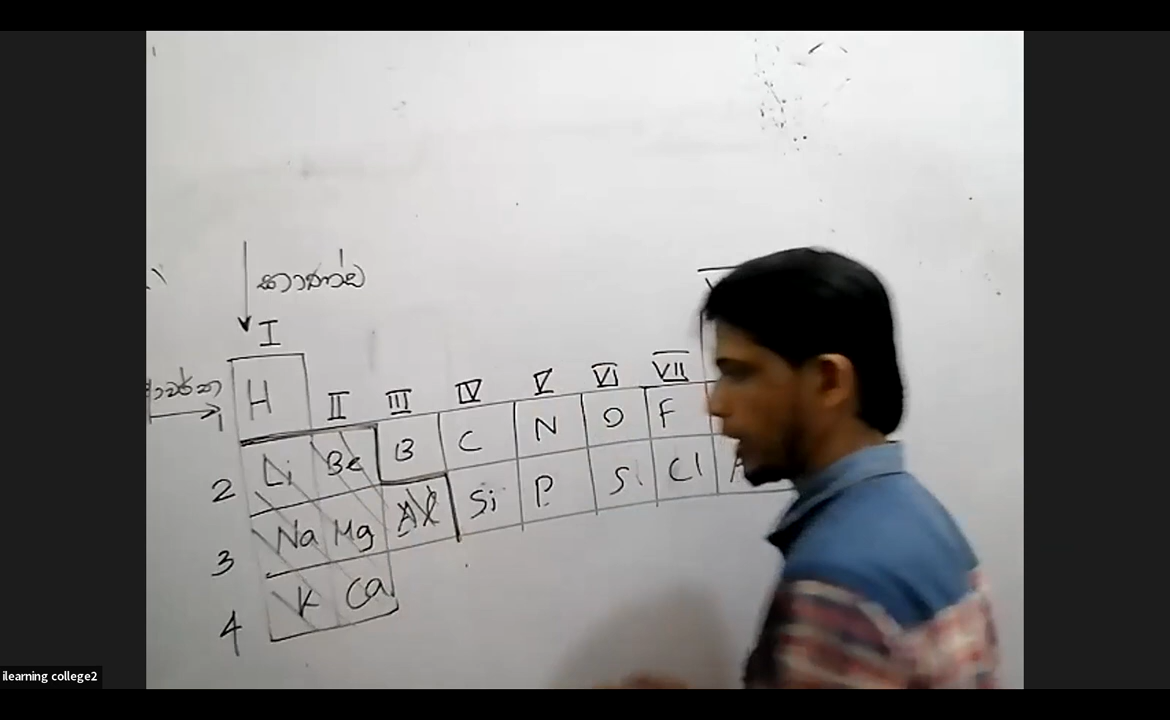 කාණ්ඩ
I
ආවර්ත
II III IV V VI VII
1 H
2 Li Be B C N O F
3 Na Mg Al Si P S Cl A
4 K Ca
ilearning college2